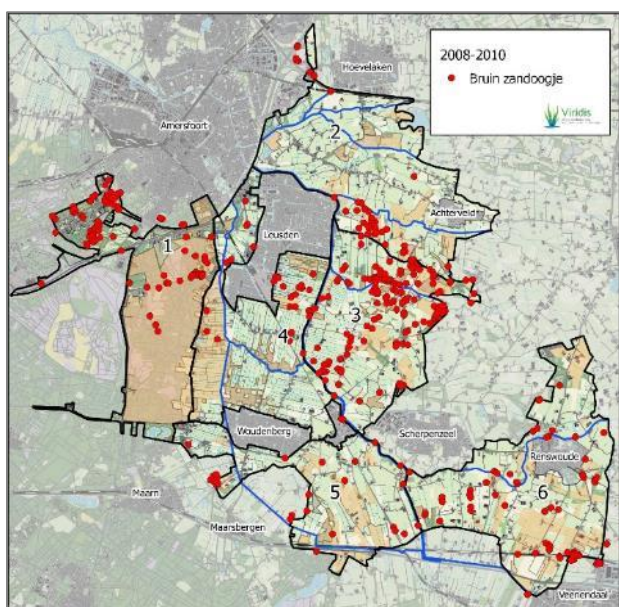 2008-2010
Bruin zandoogje
Viridis
Hoevelaken
Amersfoort
2
Achterveld
Leusden
1
3
4
Woudenberg
Scherpenzeel
Renswoude
Maarn
5
6
Maarsbergen
Veenendaal